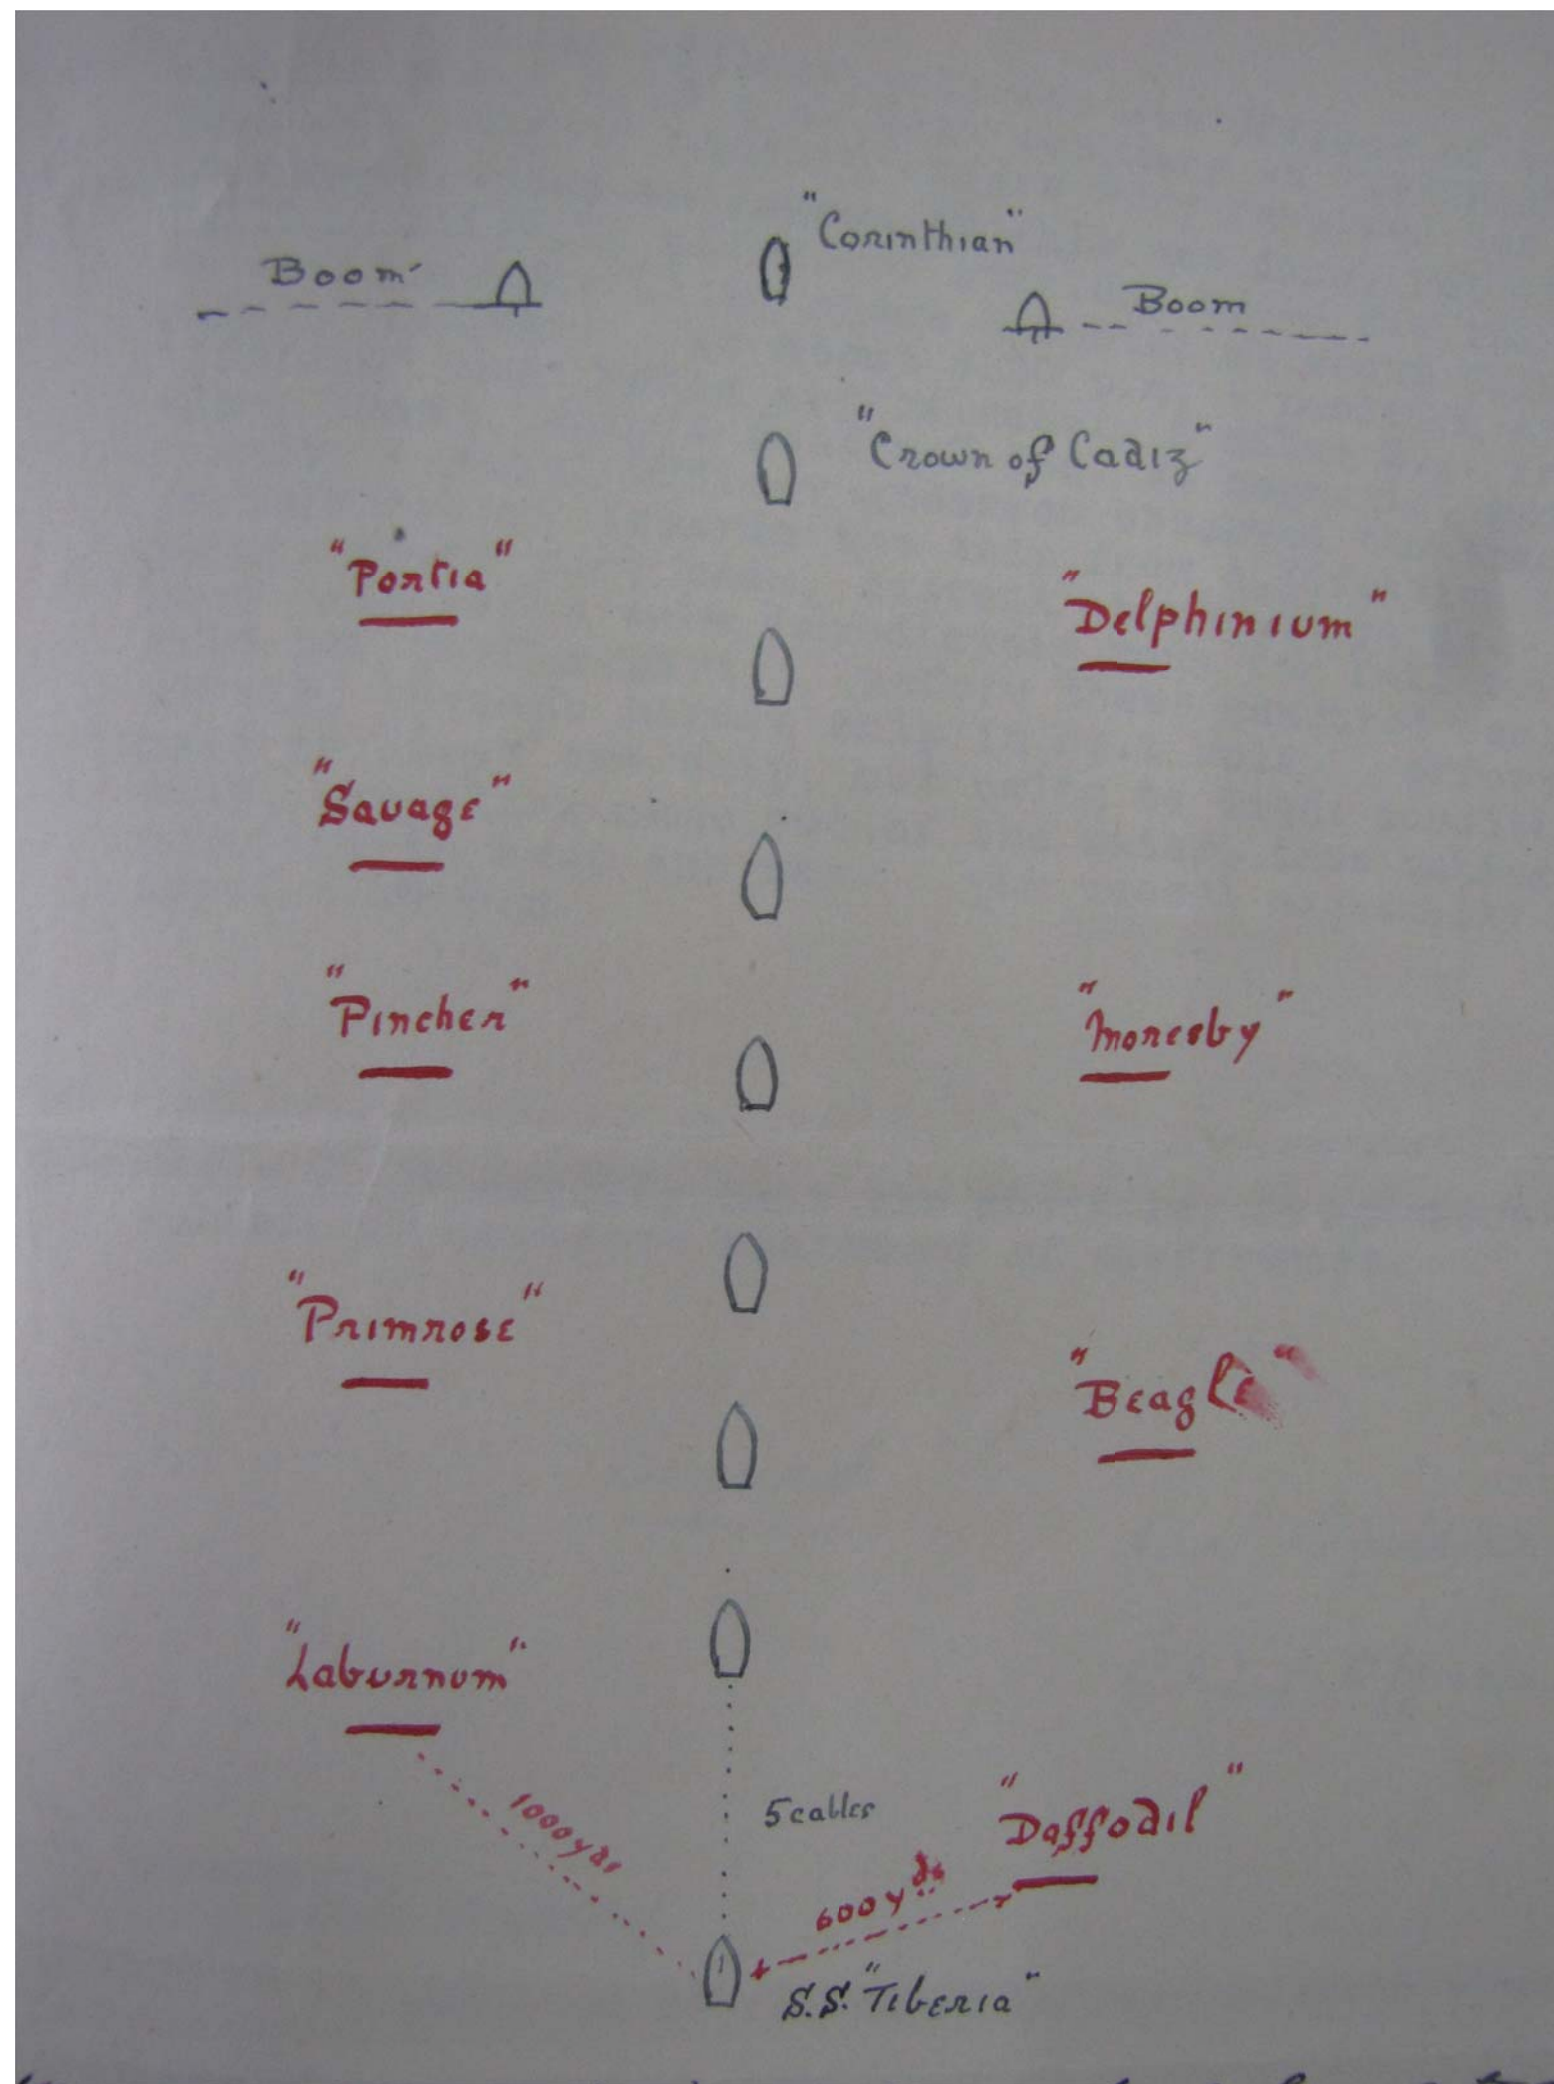 "Corinthian"
Boom
Boom
"Crown of Cadiz"
"Portia"
"Delphinium"
"Savage"
"Pincher"
"Moresby"
"Primrose"
"Beagle"
"Laburnum"
1000 yds
5 cables
"Daffodil"
600 yds
S.S. "Tiberia"